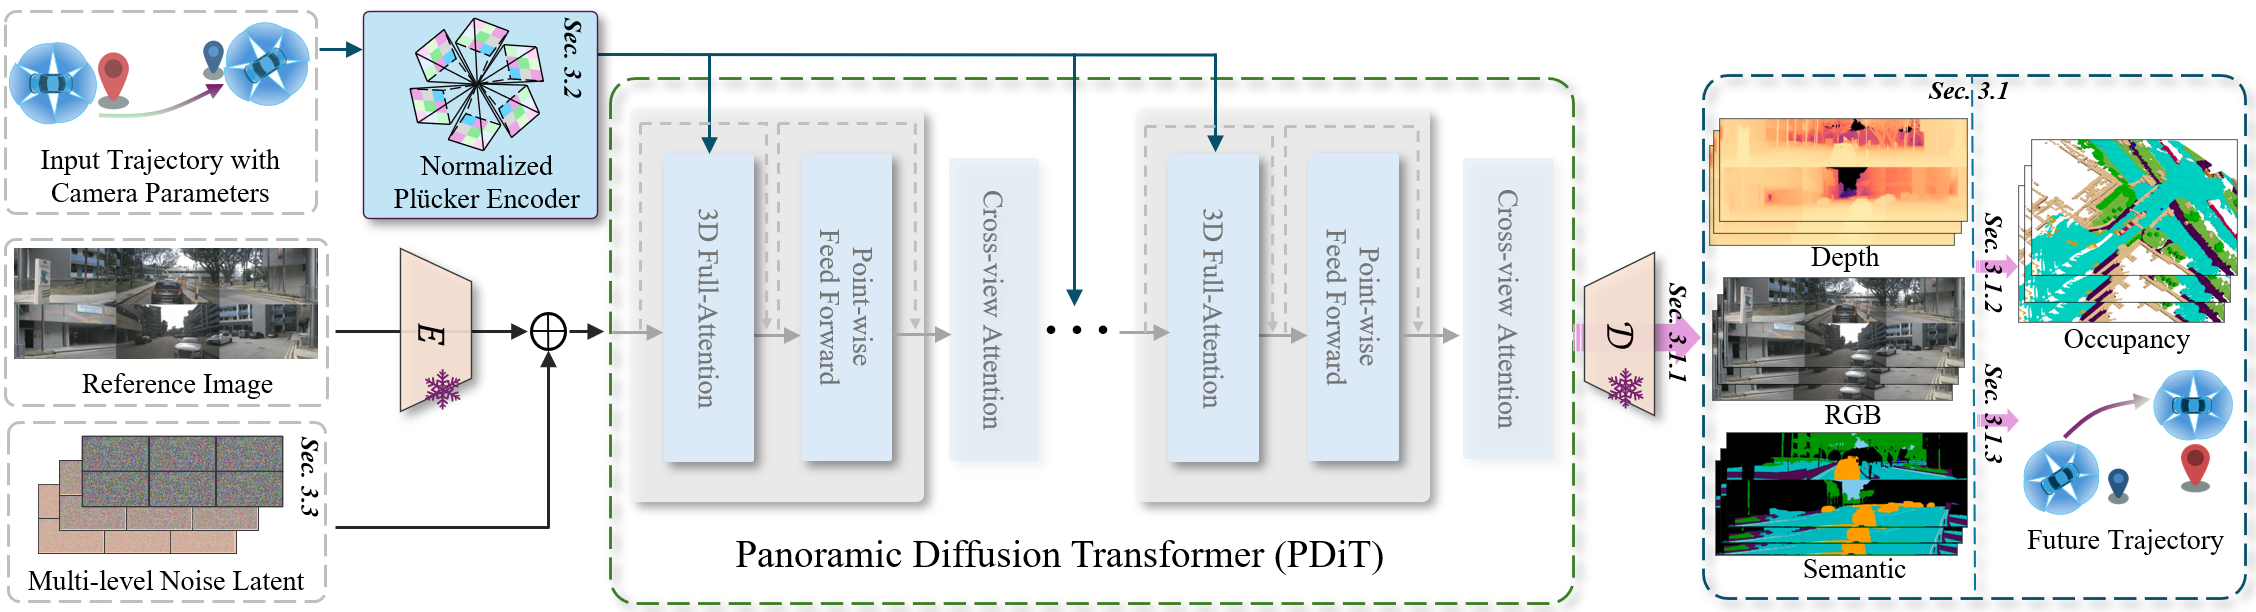 Input Trajectory with
Camera Parameters
Sec. 3.2
Normalized
Plücker Encoder
Reference Image
E
Sec. 3.3
Multi-level Noise Latent
3D Full-Attention
Point-wise
Feed Forward
Cross-view Attention
• • •
3D Full-Attention
Point-wise
Feed Forward
Cross-view Attention
Panoramic Diffusion Transformer (PDiT)
D
Sec. 3.1.1
Sec. 3.1
Depth
RGB
Semantic
Sec. 3.1.2
Occupancy
Sec. 3.1.3
Future Trajectory